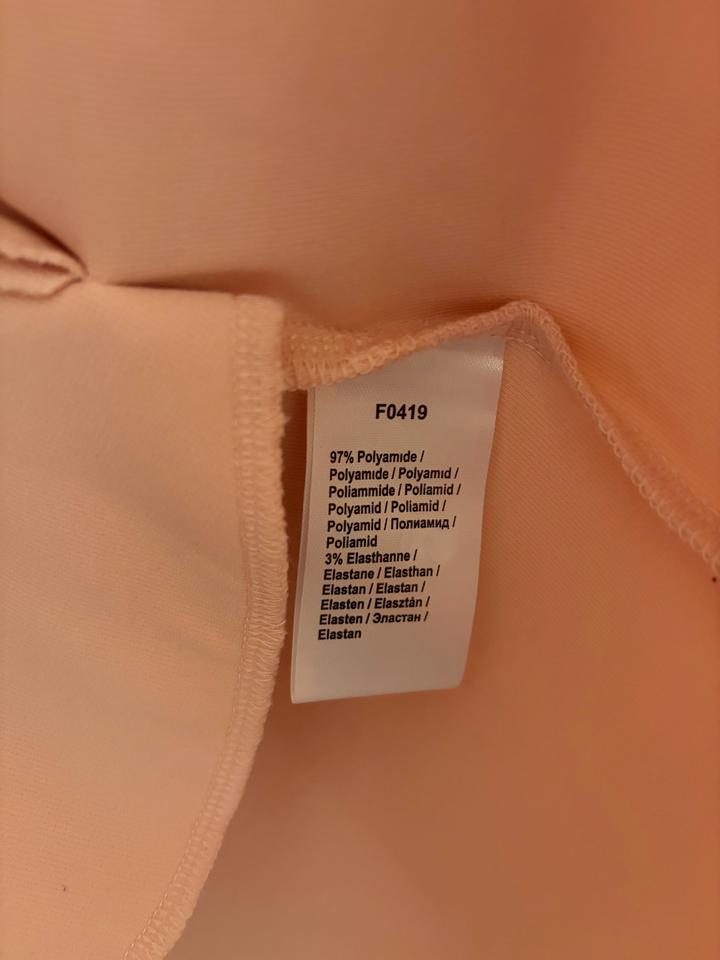 F0419
97% Polyamide /
Polyamide / Polyamid /
Poliammide / Poliamid /
Polyamid / Poliamid /
Polyamid / Полиамид /
Poliamid
3% Elasthanne /
Elastane / Elasthan /
Elastan / Elastan /
Elasten / Elasztán /
Elasten / Эластан /
Elastan